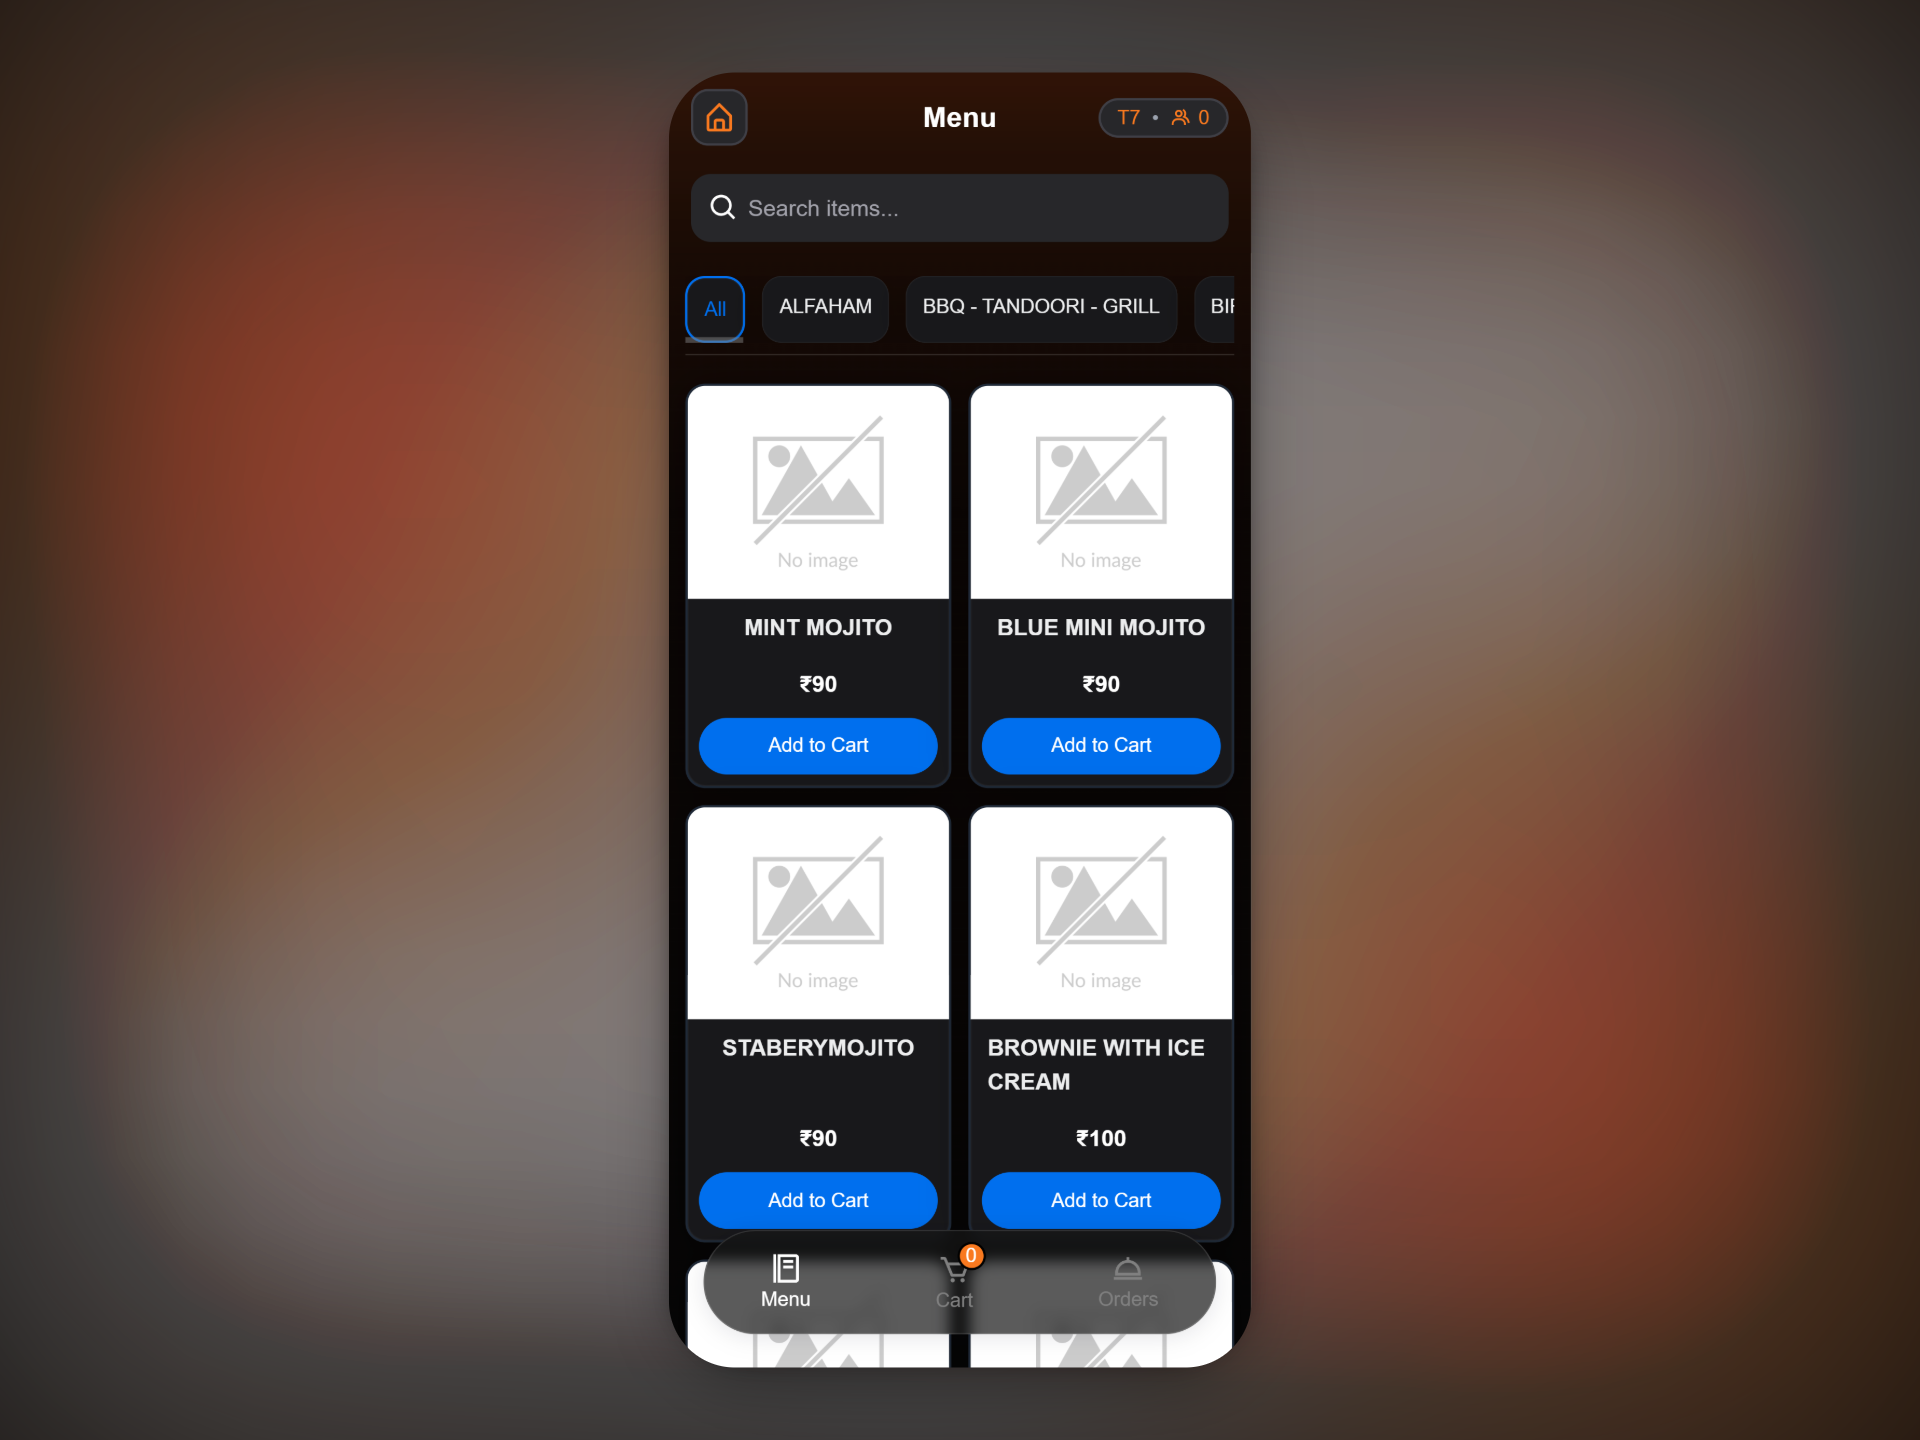 Menu
T7 • 0
Search items...
All
ALFAHAM
BBQ - TANDOORI - GRILL
No image
No image
MINT MOJITO
BLUE MINI MOJITO
₹90
₹90
Add to Cart
Add to Cart
No image
No image
STABERYMOJITO
BROWNIE WITH ICE
CREAM
₹90
₹100
Add to Cart
Add to Cart
0
Menu
Cart
Orders